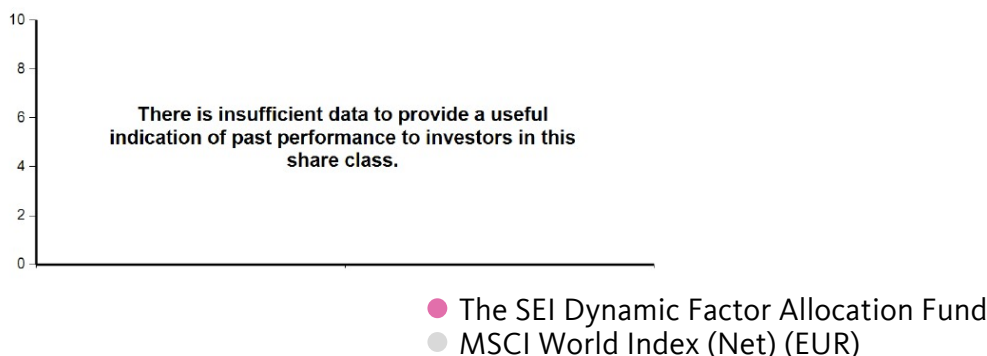 10
8
6
4
2
0
There is insufficient data to provide a useful
indication of past performance to investors in this
share class.
The SEI Dynamic Factor Allocation Fund
MSCI World Index (Net) (EUR)